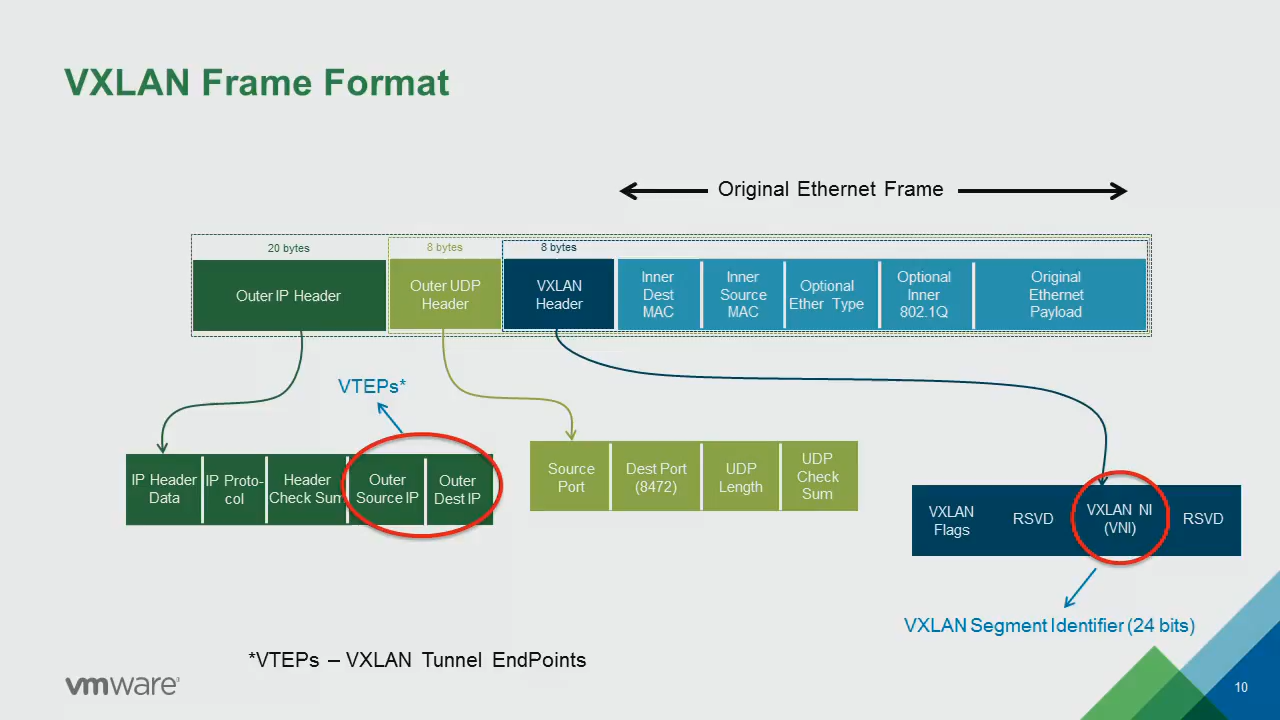 VXLAN Frame Format
Original Ethernet Frame
20 bytes
8 bytes
8 bytes
Outer IP Header
Outer UDP
Header
VXLAN
Header
Inner
Dest
MAC
Inner
Source
MAC
Optional
Ether Type
Optional
Inner
802.1Q
Original
Ethernet
Payload
VTEPs*
IP Header
Data
IP Proto-
col
Header
Check Sum
Outer
Source IP
Outer
Dest IP
Source
Port
Dest Port
(8472)
UDP
Length
UDP
Check
Sum
VXLAN
Flags
RSVD
VXLAN NI
(VNI)
RSVD
VXLAN Segment Identifier (24 bits)
*VTEPs – VXLAN Tunnel EndPoints
vmware®
10